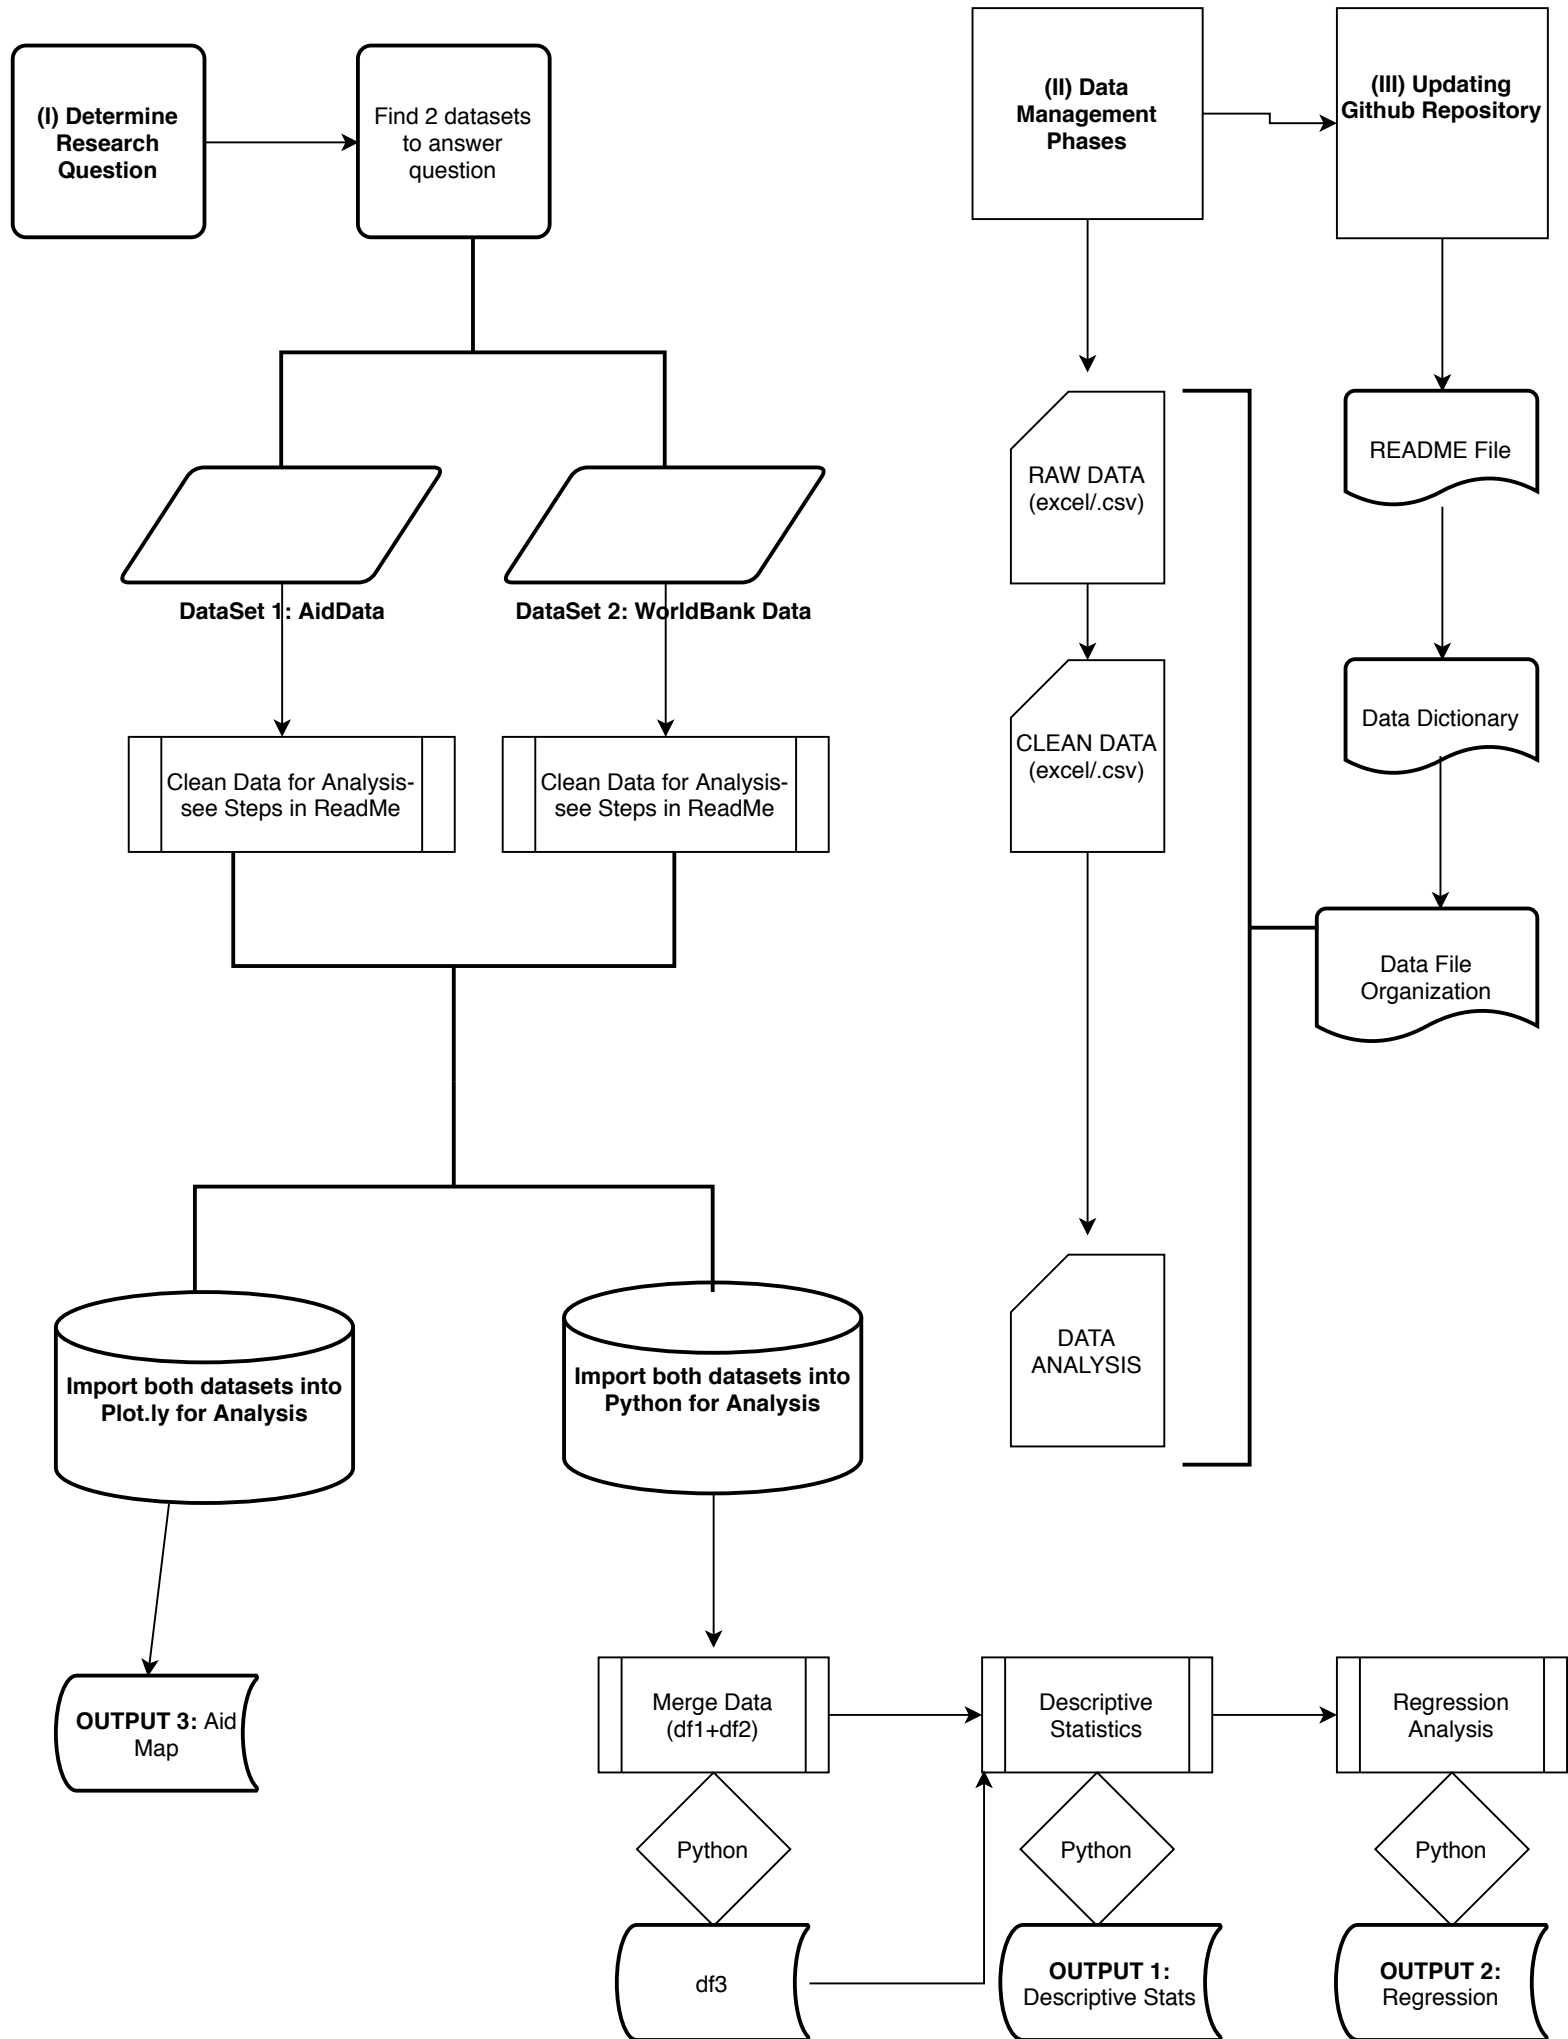 (I) Determine
Research
Question
Find 2 datasets
to answer
question
(II) Data
Management
Phases
(III) Updating
Github Repository
RAW DATA
(excel/.csv)
README File
DataSet 1: AidData
DataSet 2: WorldBank Data
CLEAN DATA
(excel/.csv)
Data Dictionary
Clean Data for Analysis-
see Steps in ReadMe
Clean Data for Analysis-
see Steps in ReadMe
Data File
Organization
DATA
ANALYSIS
Import both datasets into
Plot.ly for Analysis
Import both datasets into
Python for Analysis
OUTPUT 3: Aid
Map
Merge Data
(df1+df2)
Descriptive
Statistics
Regression
Analysis
Python
Python
Python
df3
OUTPUT 1:
Descriptive Stats
OUTPUT 2:
Regression